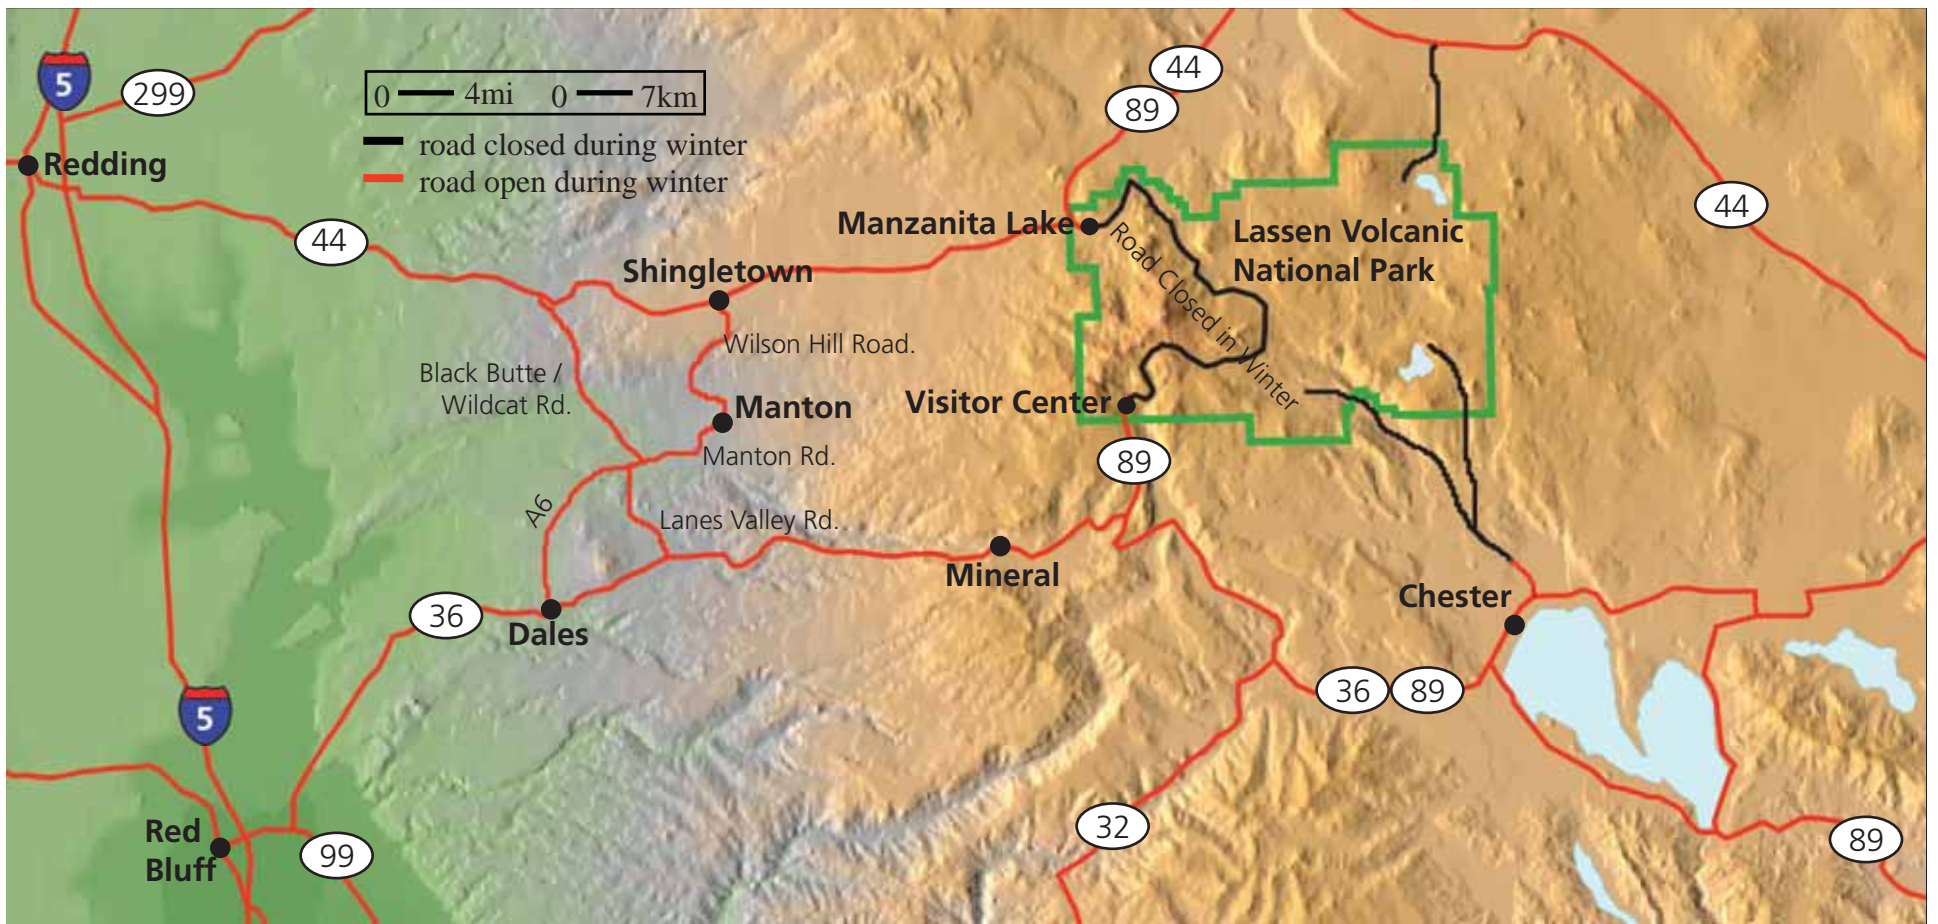 44
5
299
89
0 4mi 0 7km
road closed during winter
road open during winter
Redding
44
44
Manzanita Lake
Lassen Volcanic
National Park
Shingletown
Road Closed in Winter
Wilson Hill Road.
Black Butte /
Wildcat Rd.
Manton
Visitor Center
Manton Rd.
89
A6
Lanes Valley Rd.
Mineral
Chester
36
Dales
36
89
5
32
Red
Bluff
99
89